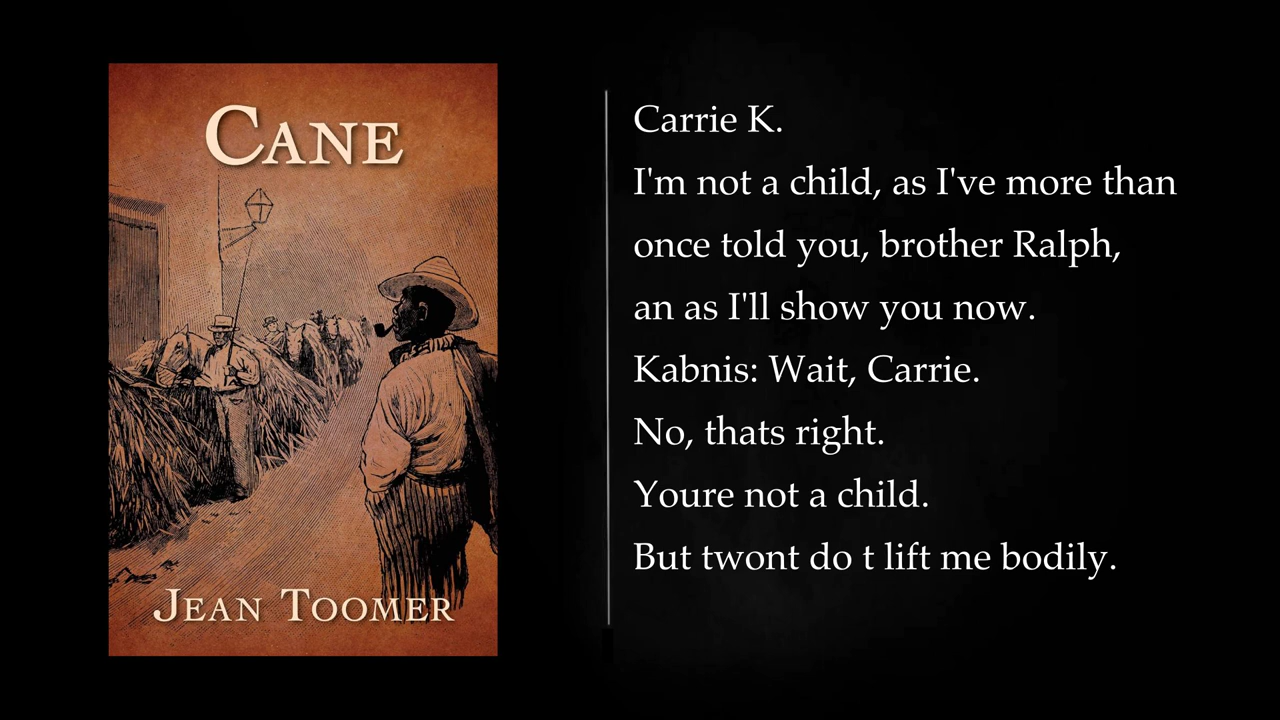 CANE
JEAN TOOMER
Carrie K.
I'm not a child, as I've more than
once told you, brother Ralph,
an as I'll show you now.
Kabnis: Wait, Carrie.
No, thats right.
Youre not a child.
But twont do t lift me bodily.